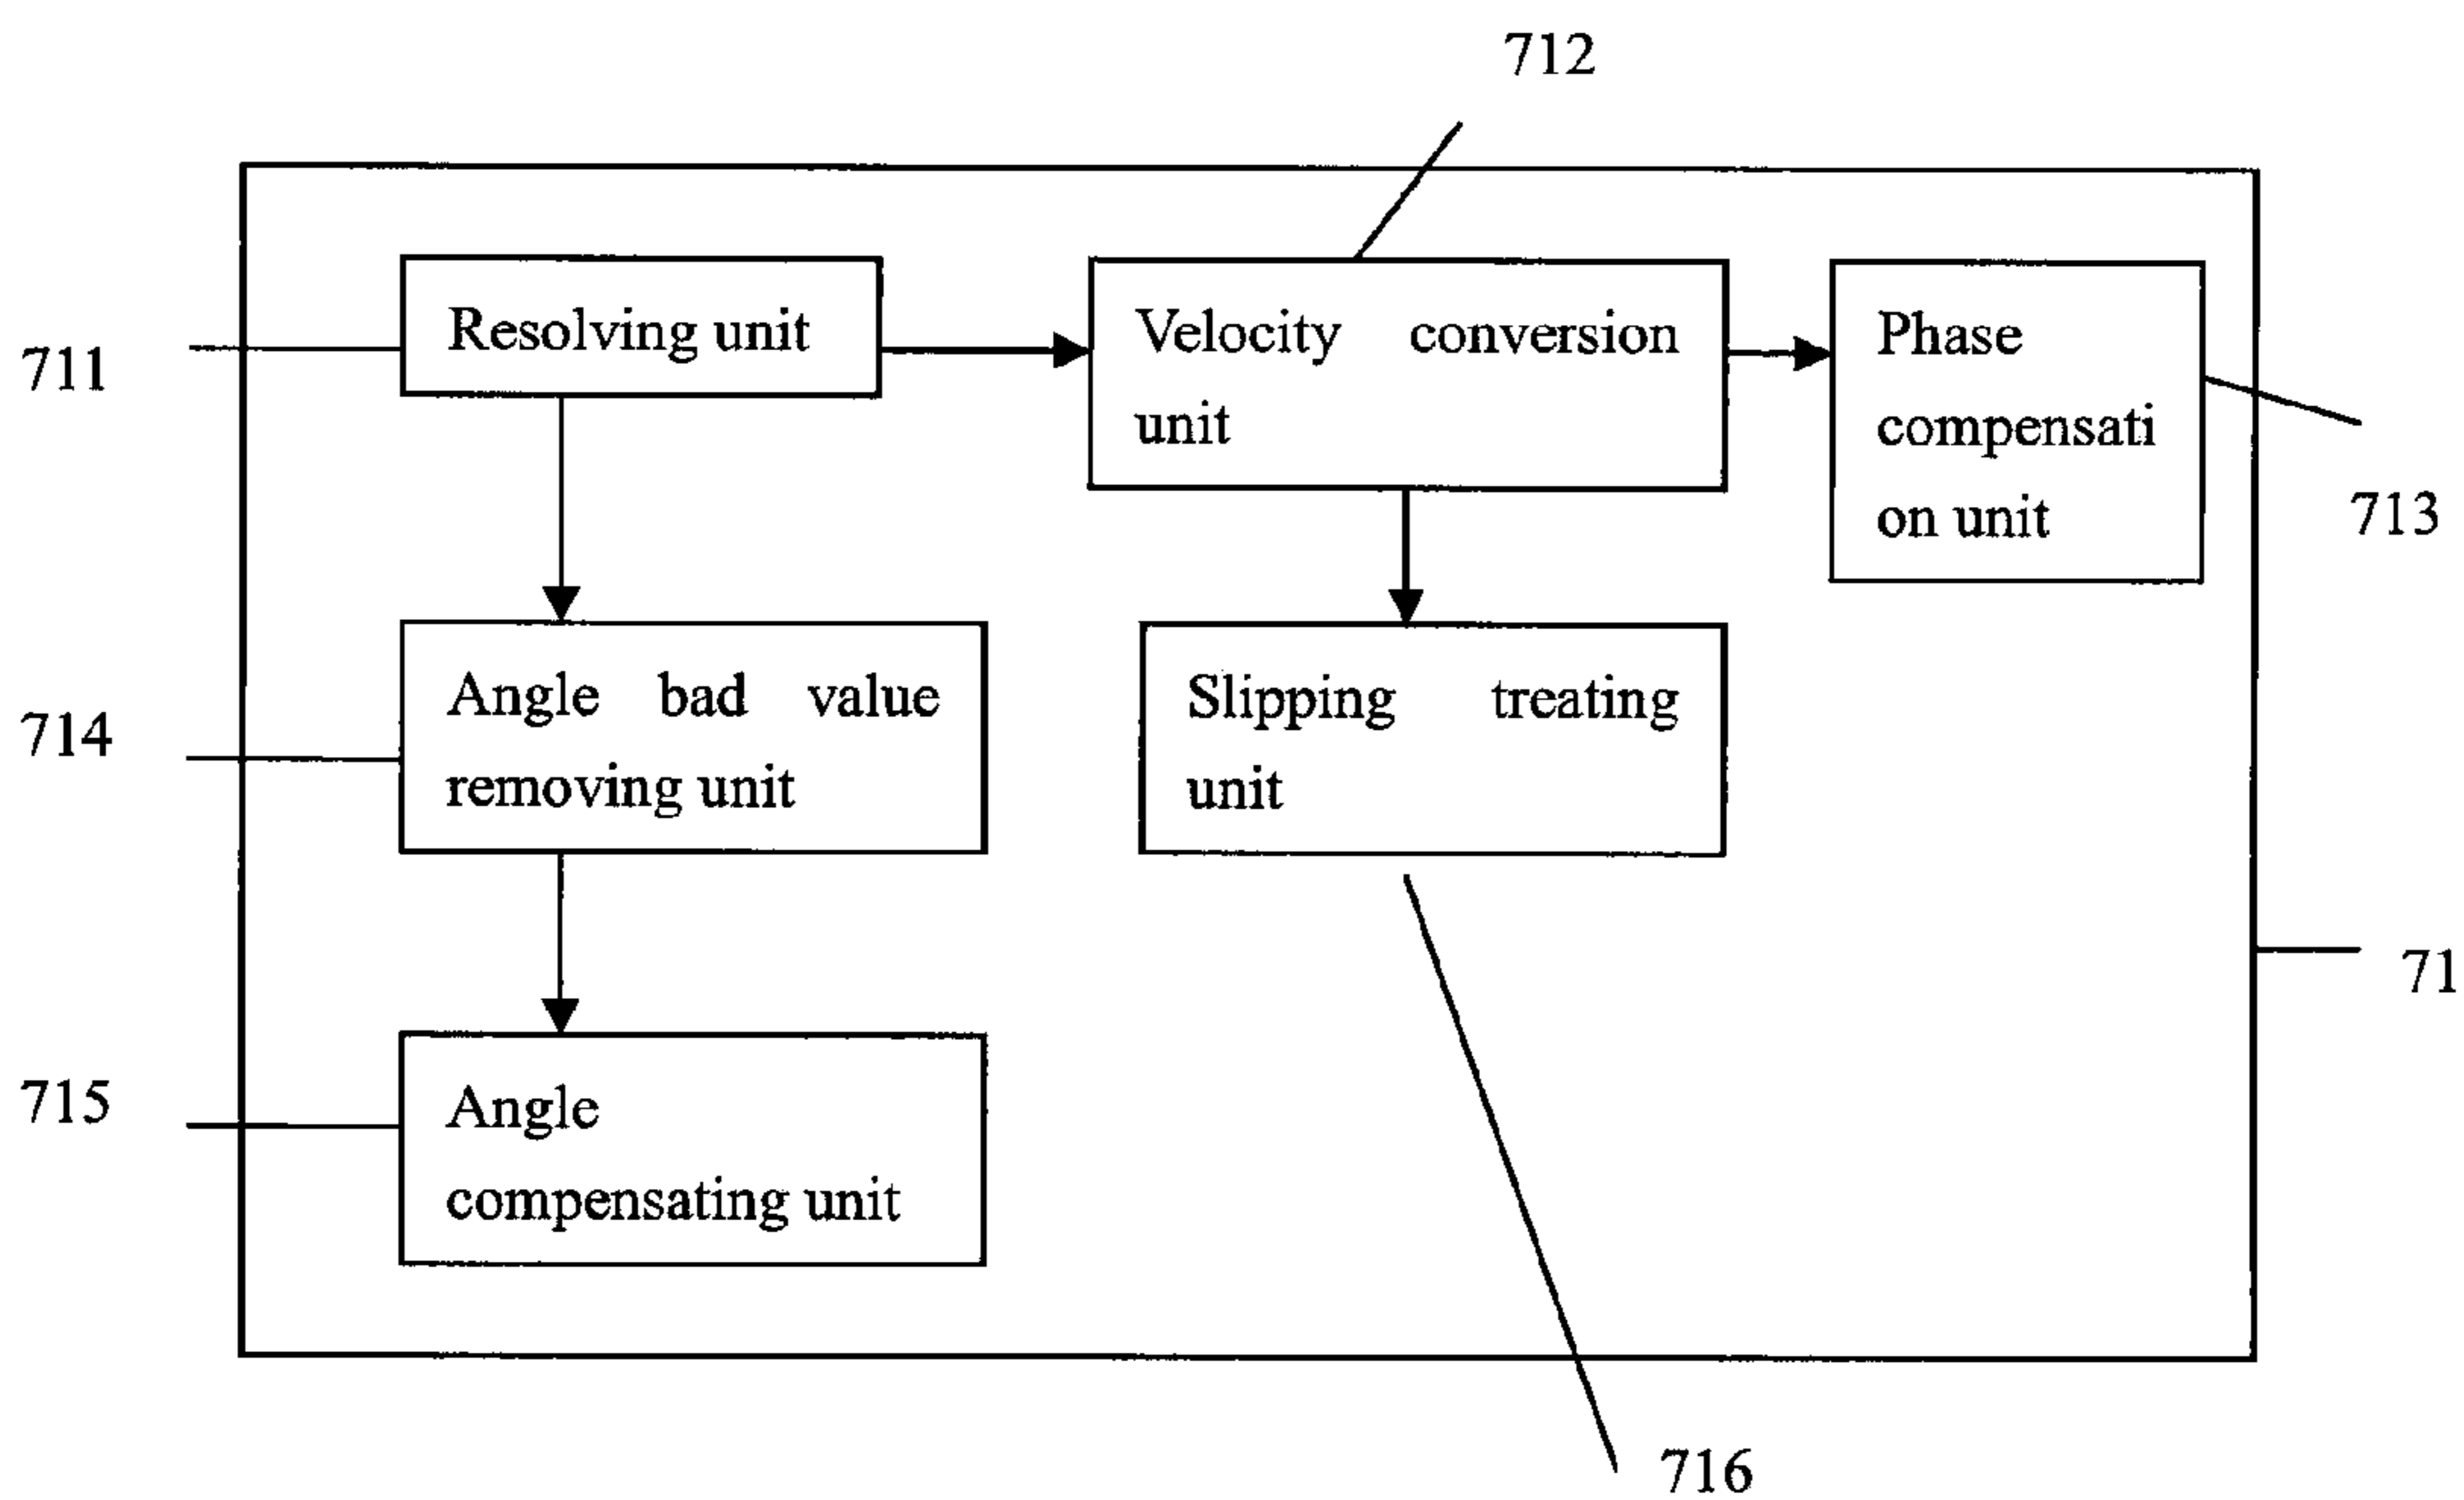 712
711
Resolving unit
Velocity conversion
unit
Phase
compensati
on unit
713
714
Angle bad value
removing unit
Slipping treating
unit
71
715
Angle
compensating unit
716